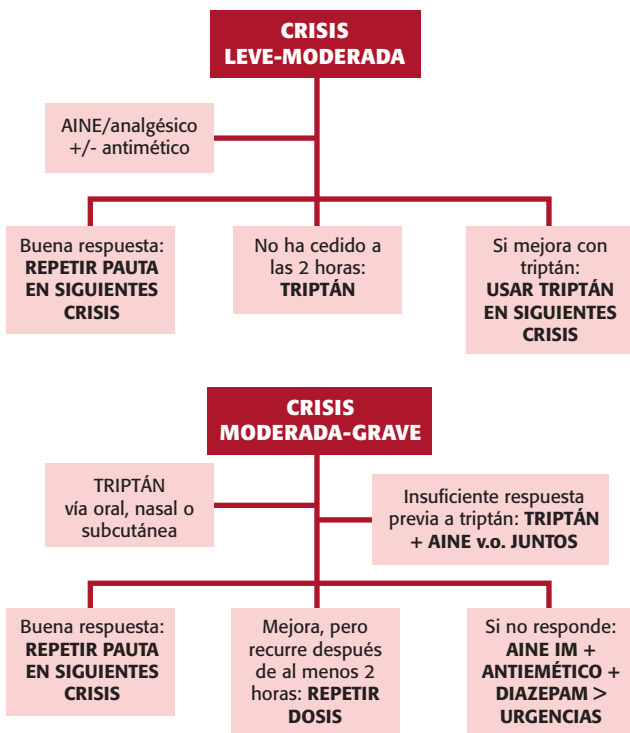 CRISIS
LEVE-MODERADA
AINE/analgésico
+/- antimético
Buena respuesta:
REPETIR PAUTA
EN SIGUIENTES
CRISIS
No ha cedido a
las 2 horas:
TRIPTÁN
Si mejora con
triptán:
USAR TRIPTÁN
EN SIGUIENTES
CRISIS
CRISIS
MODERADA-GRAVE
TRIPTÁN
vía oral, nasal o
subcutánea
Insuficiente respuesta
previa a triptán: TRIPTÁN
+ AINE v.o. JUNTOS
Buena respuesta:
REPETIR PAUTA
EN SIGUIENTES
CRISIS
Mejora, pero
recurre después
de al menos 2
horas: REPETIR
DOSIS
Si no responde:
AINE IM +
ANTIEMÉTICO +
DIAZEPAM >
URGENCIAS